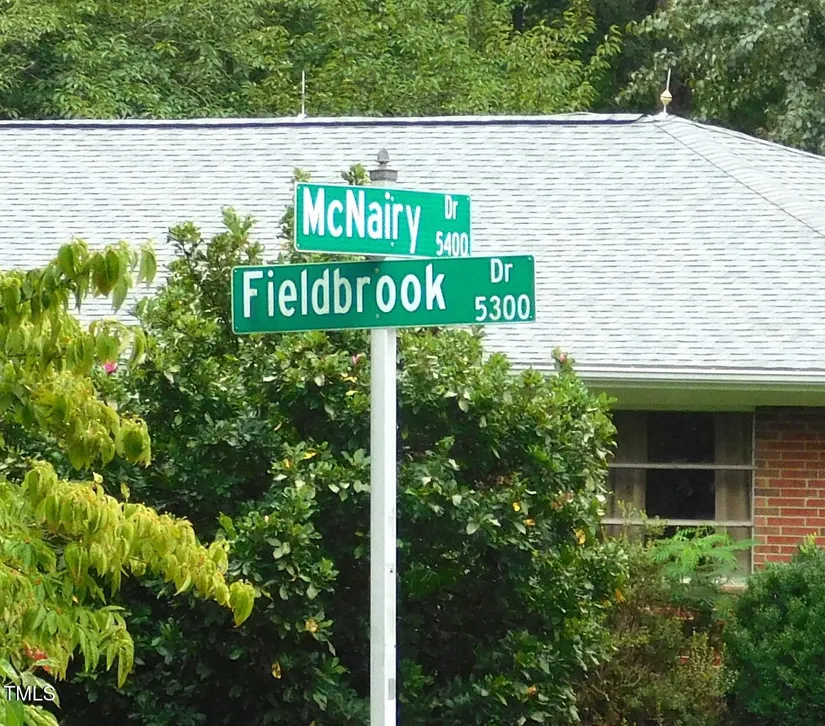 McNairy Dr
5400
Fieldbrook Dr
5300
TMLS